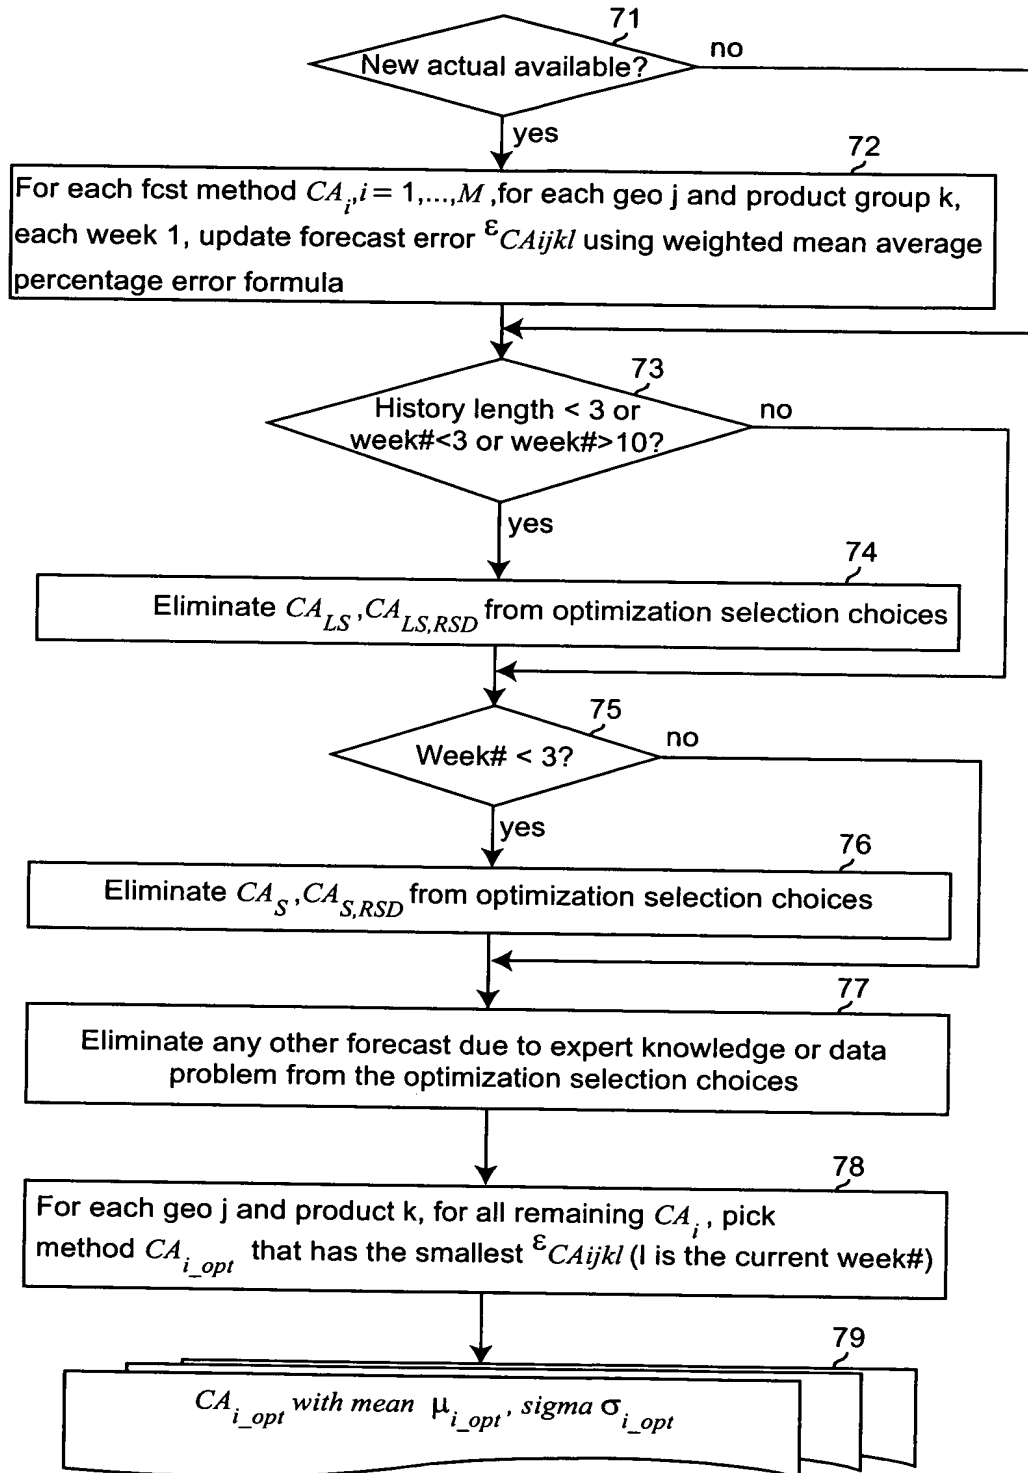 71
no
New actual available?
yes
72
For each fcst method CA_i, i = 1,...,M ,for each geo j and product group k,
each week 1, update forecast error ε_CAijkl using weighted mean average
percentage error formula
73
no
History length < 3 or
week#<3 or week#>10?
yes
74
Eliminate CA_LS, CA_LS,RSD from optimization selection choices
75
no
Week# < 3?
yes
76
Eliminate CA_S, CA_S,RSD from optimization selection choices
77
Eliminate any other forecast due to expert knowledge or data
problem from the optimization selection choices
78
For each geo j and product k, for all remaining CA_i, pick
method CA_i_opt that has the smallest ε_CAijkl (l is the current week#)
79
CA_i_opt with mean μ_i_opt, sigma σ_i_opt